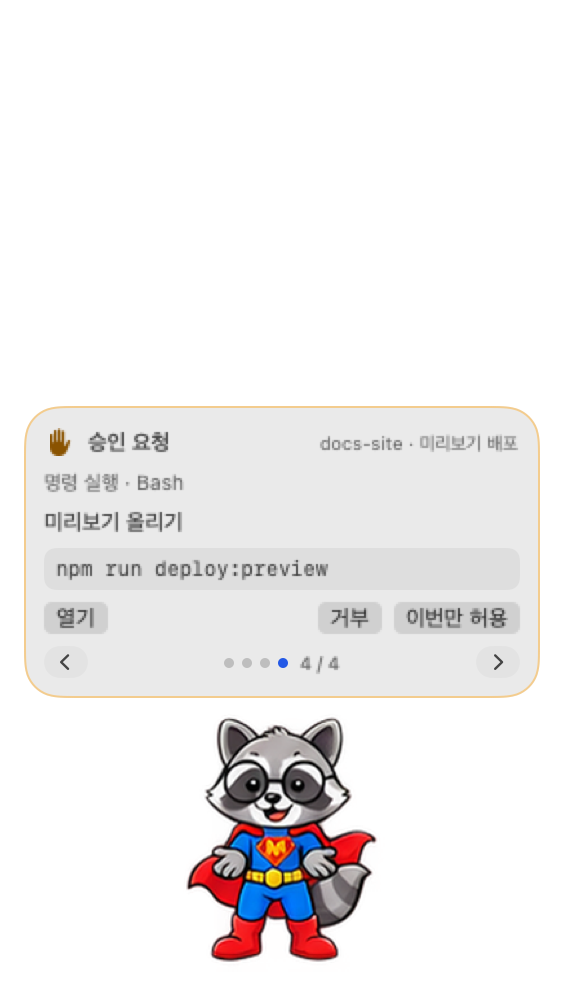 승인 요청
docs-site · 미리보기 배포
명령 실행 · Bash
미리보기 올리기
npm run deploy:preview
열기 거부 이번만 허용
4 / 4
M